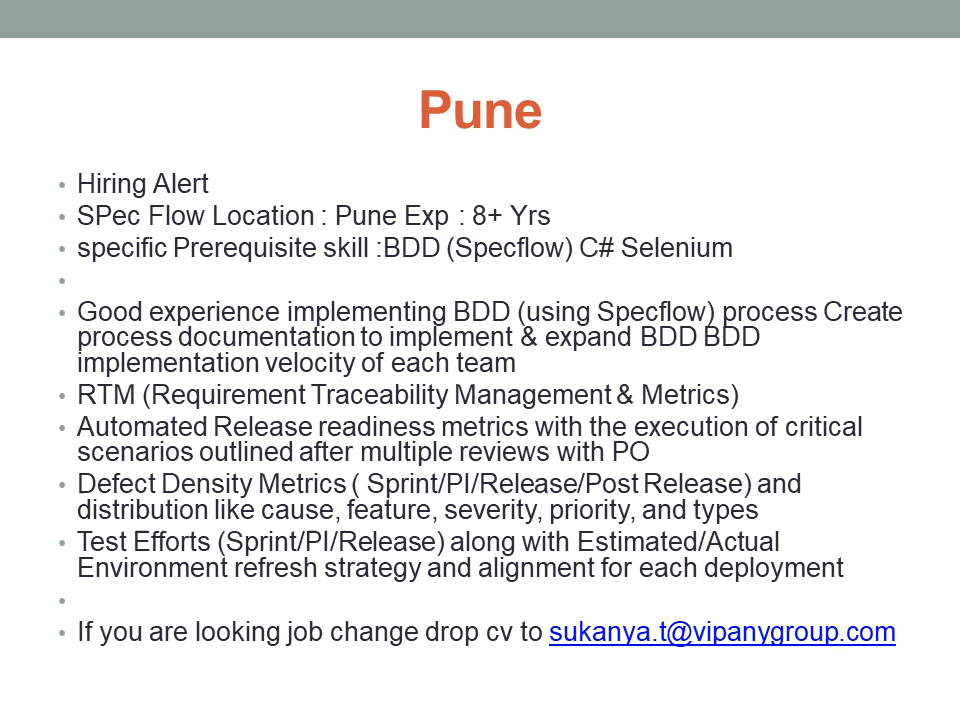 Pune
• Hiring Alert
• SPec Flow Location : Pune Exp : 8+ Yrs
• specific Prerequisite skill :BDD (Specflow) C# Selenium
•
• Good experience implementing BDD (using Specflow) process Create
process documentation to implement & expand BDD BDD
implementation velocity of each team
• RTM (Requirement Traceability Management & Metrics)
• Automated Release readiness metrics with the execution of critical
scenarios outlined after multiple reviews with PO
• Defect Density Metrics ( Sprint/PI/Release/Post Release) and
distribution like cause, feature, severity, priority, and types
• Test Efforts (Sprint/PI/Release) along with Estimated/Actual
Environment refresh strategy and alignment for each deployment
•
• If you are looking job change drop cv to sukanya.t@vipanygroup.com